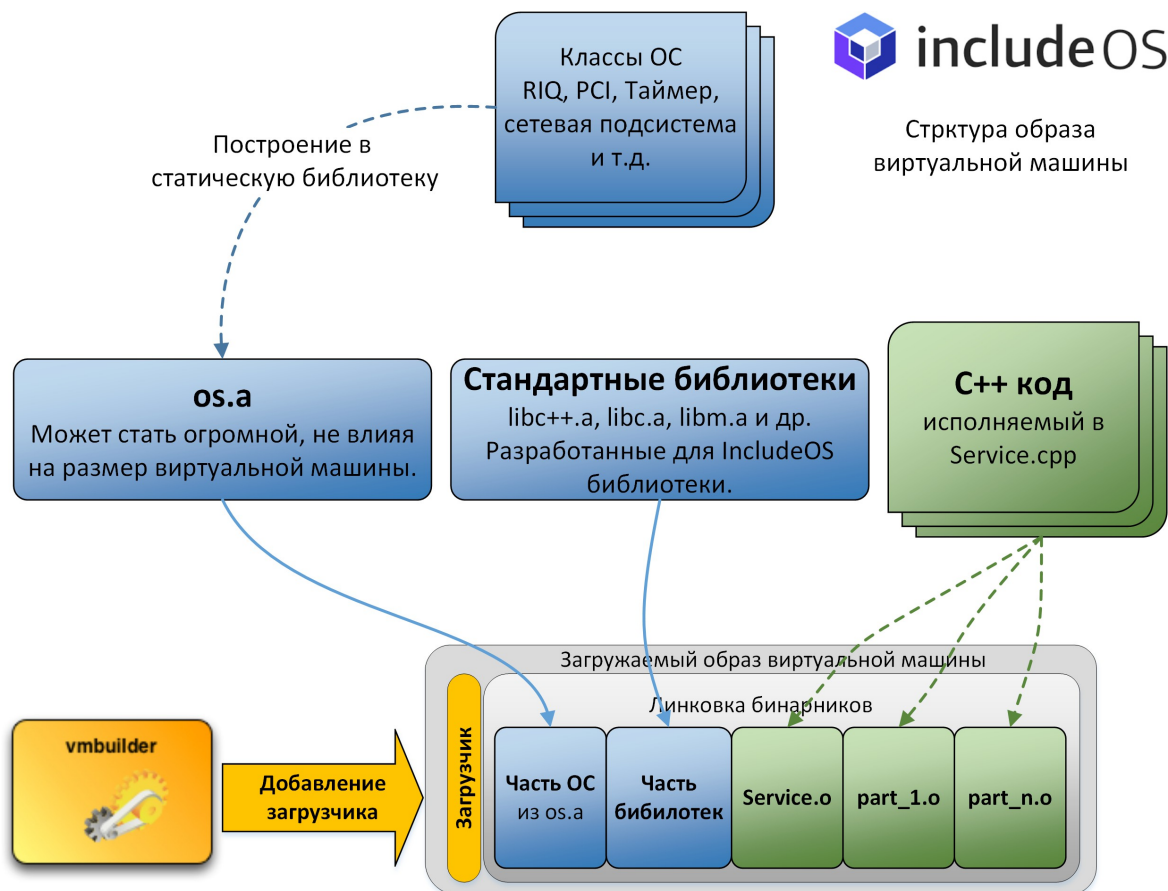 includeOS
Стрктура образа
виртуальной машины
Классы ОС
RIQ, PCI, Таймер,
сетевая подсистема
и т.д.
Построение в
статическую библиотеку
os.a
Может стать огромной, не влияя
на размер виртуальной машины.
Стандартные библиотеки
libc++.a, libc.a, libm.a и др.
Разработанные для IncludeOS
библиотеки.
C++ код
исполняемый в
Service.cpp
Загружаемый образ виртуальной машины
Линковка бинарников
vmbuilder
Добавление
загрузчика
Загрузчик
Часть ОС
из os.a
Часть
бибилотек
Service.o
part_1.o
part_n.o